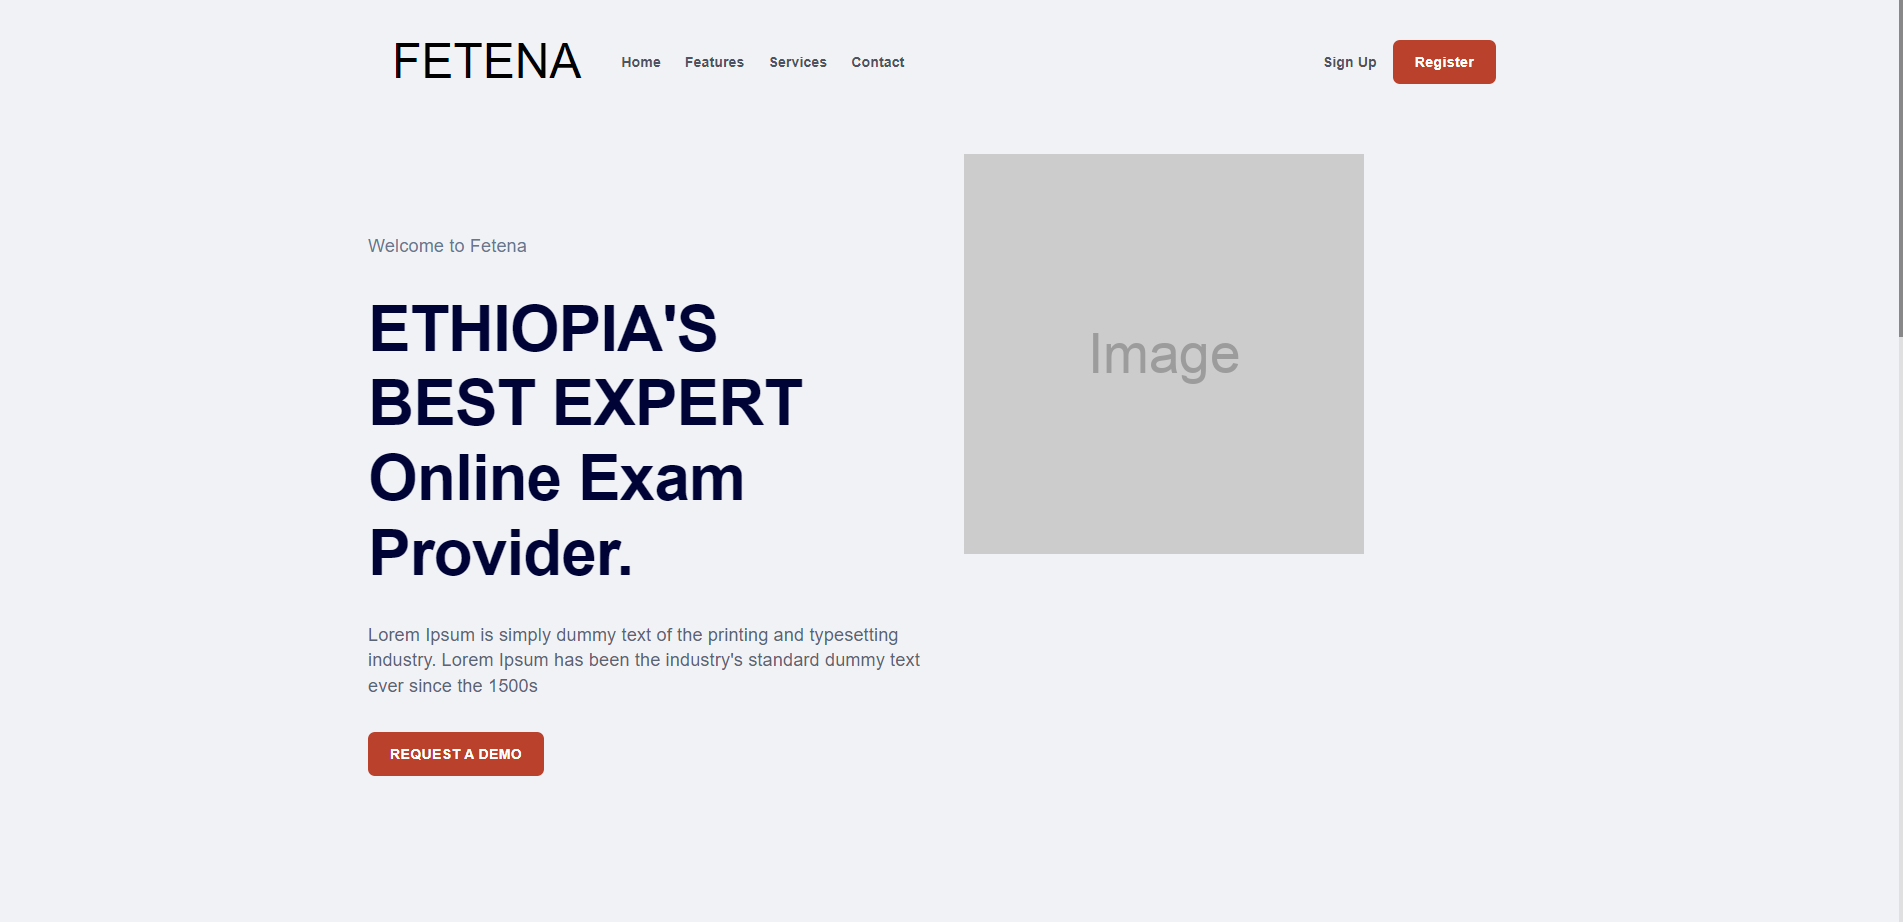 FETENA
Home
Features
Services
Contact
Sign Up
Register
Welcome to Fetena
ETHIOPIA'S
BEST EXPERT
Online Exam
Provider.
Image
Lorem Ipsum is simply dummy text of the printing and typesetting
industry. Lorem Ipsum has been the industry's standard dummy text
ever since the 1500s
REQUEST A DEMO